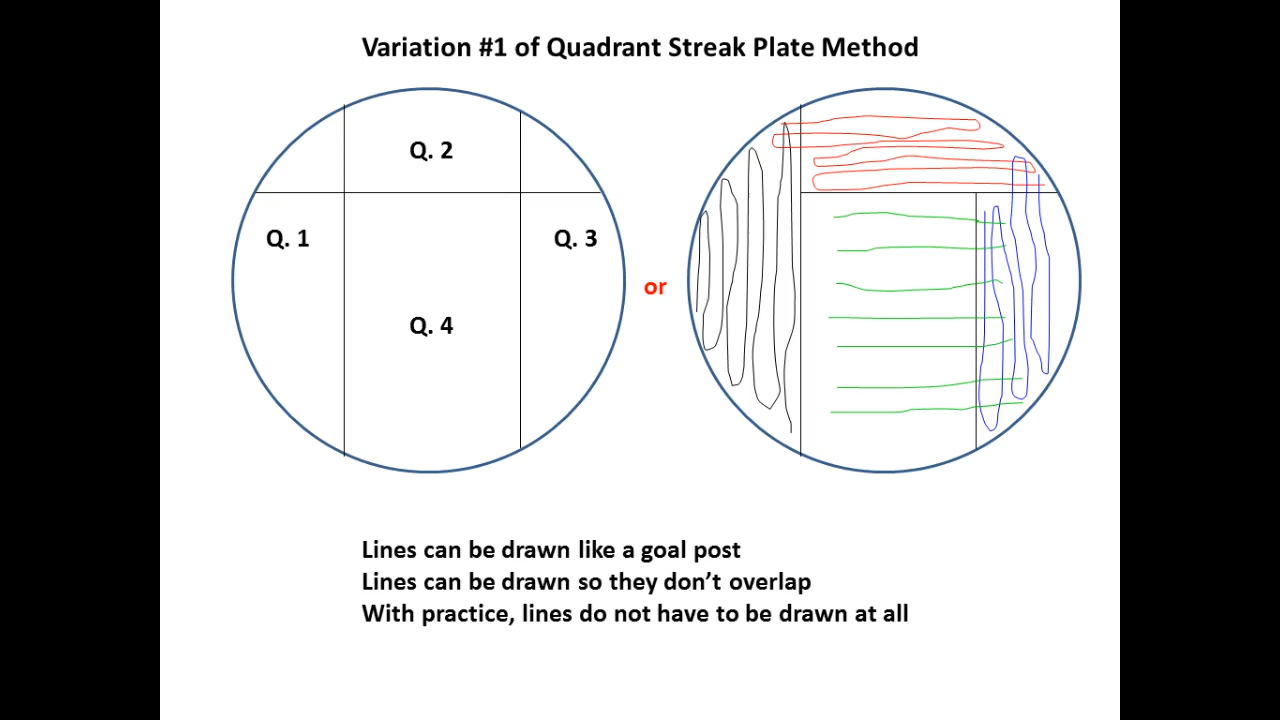 Variation #1 of Quadrant Streak Plate Method
Q. 2
Q. 1
Q. 3
Q. 4
or
Lines can be drawn like a goal post
Lines can be drawn so they don’t overlap
With practice, lines do not have to be drawn at all